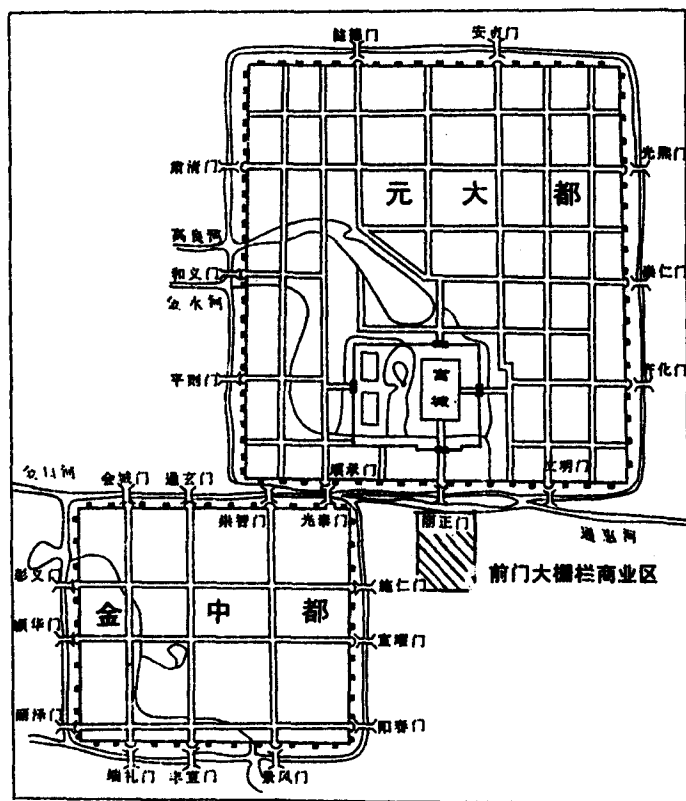 健德门
安贞门
肃清门
光熙门
元大都
高良河
和义门
崇仁门
金水河
平则门
齐化门
宫城
金口河
金城门
通玄门
顺承门
文明门
崇智门
光泰门
丽正门
通惠河
彰义门
施仁门
前门大栅栏商业区
金中都
颢华门
宣曜门
丽泽门
阳春门
端礼门
丰宜门
景风门